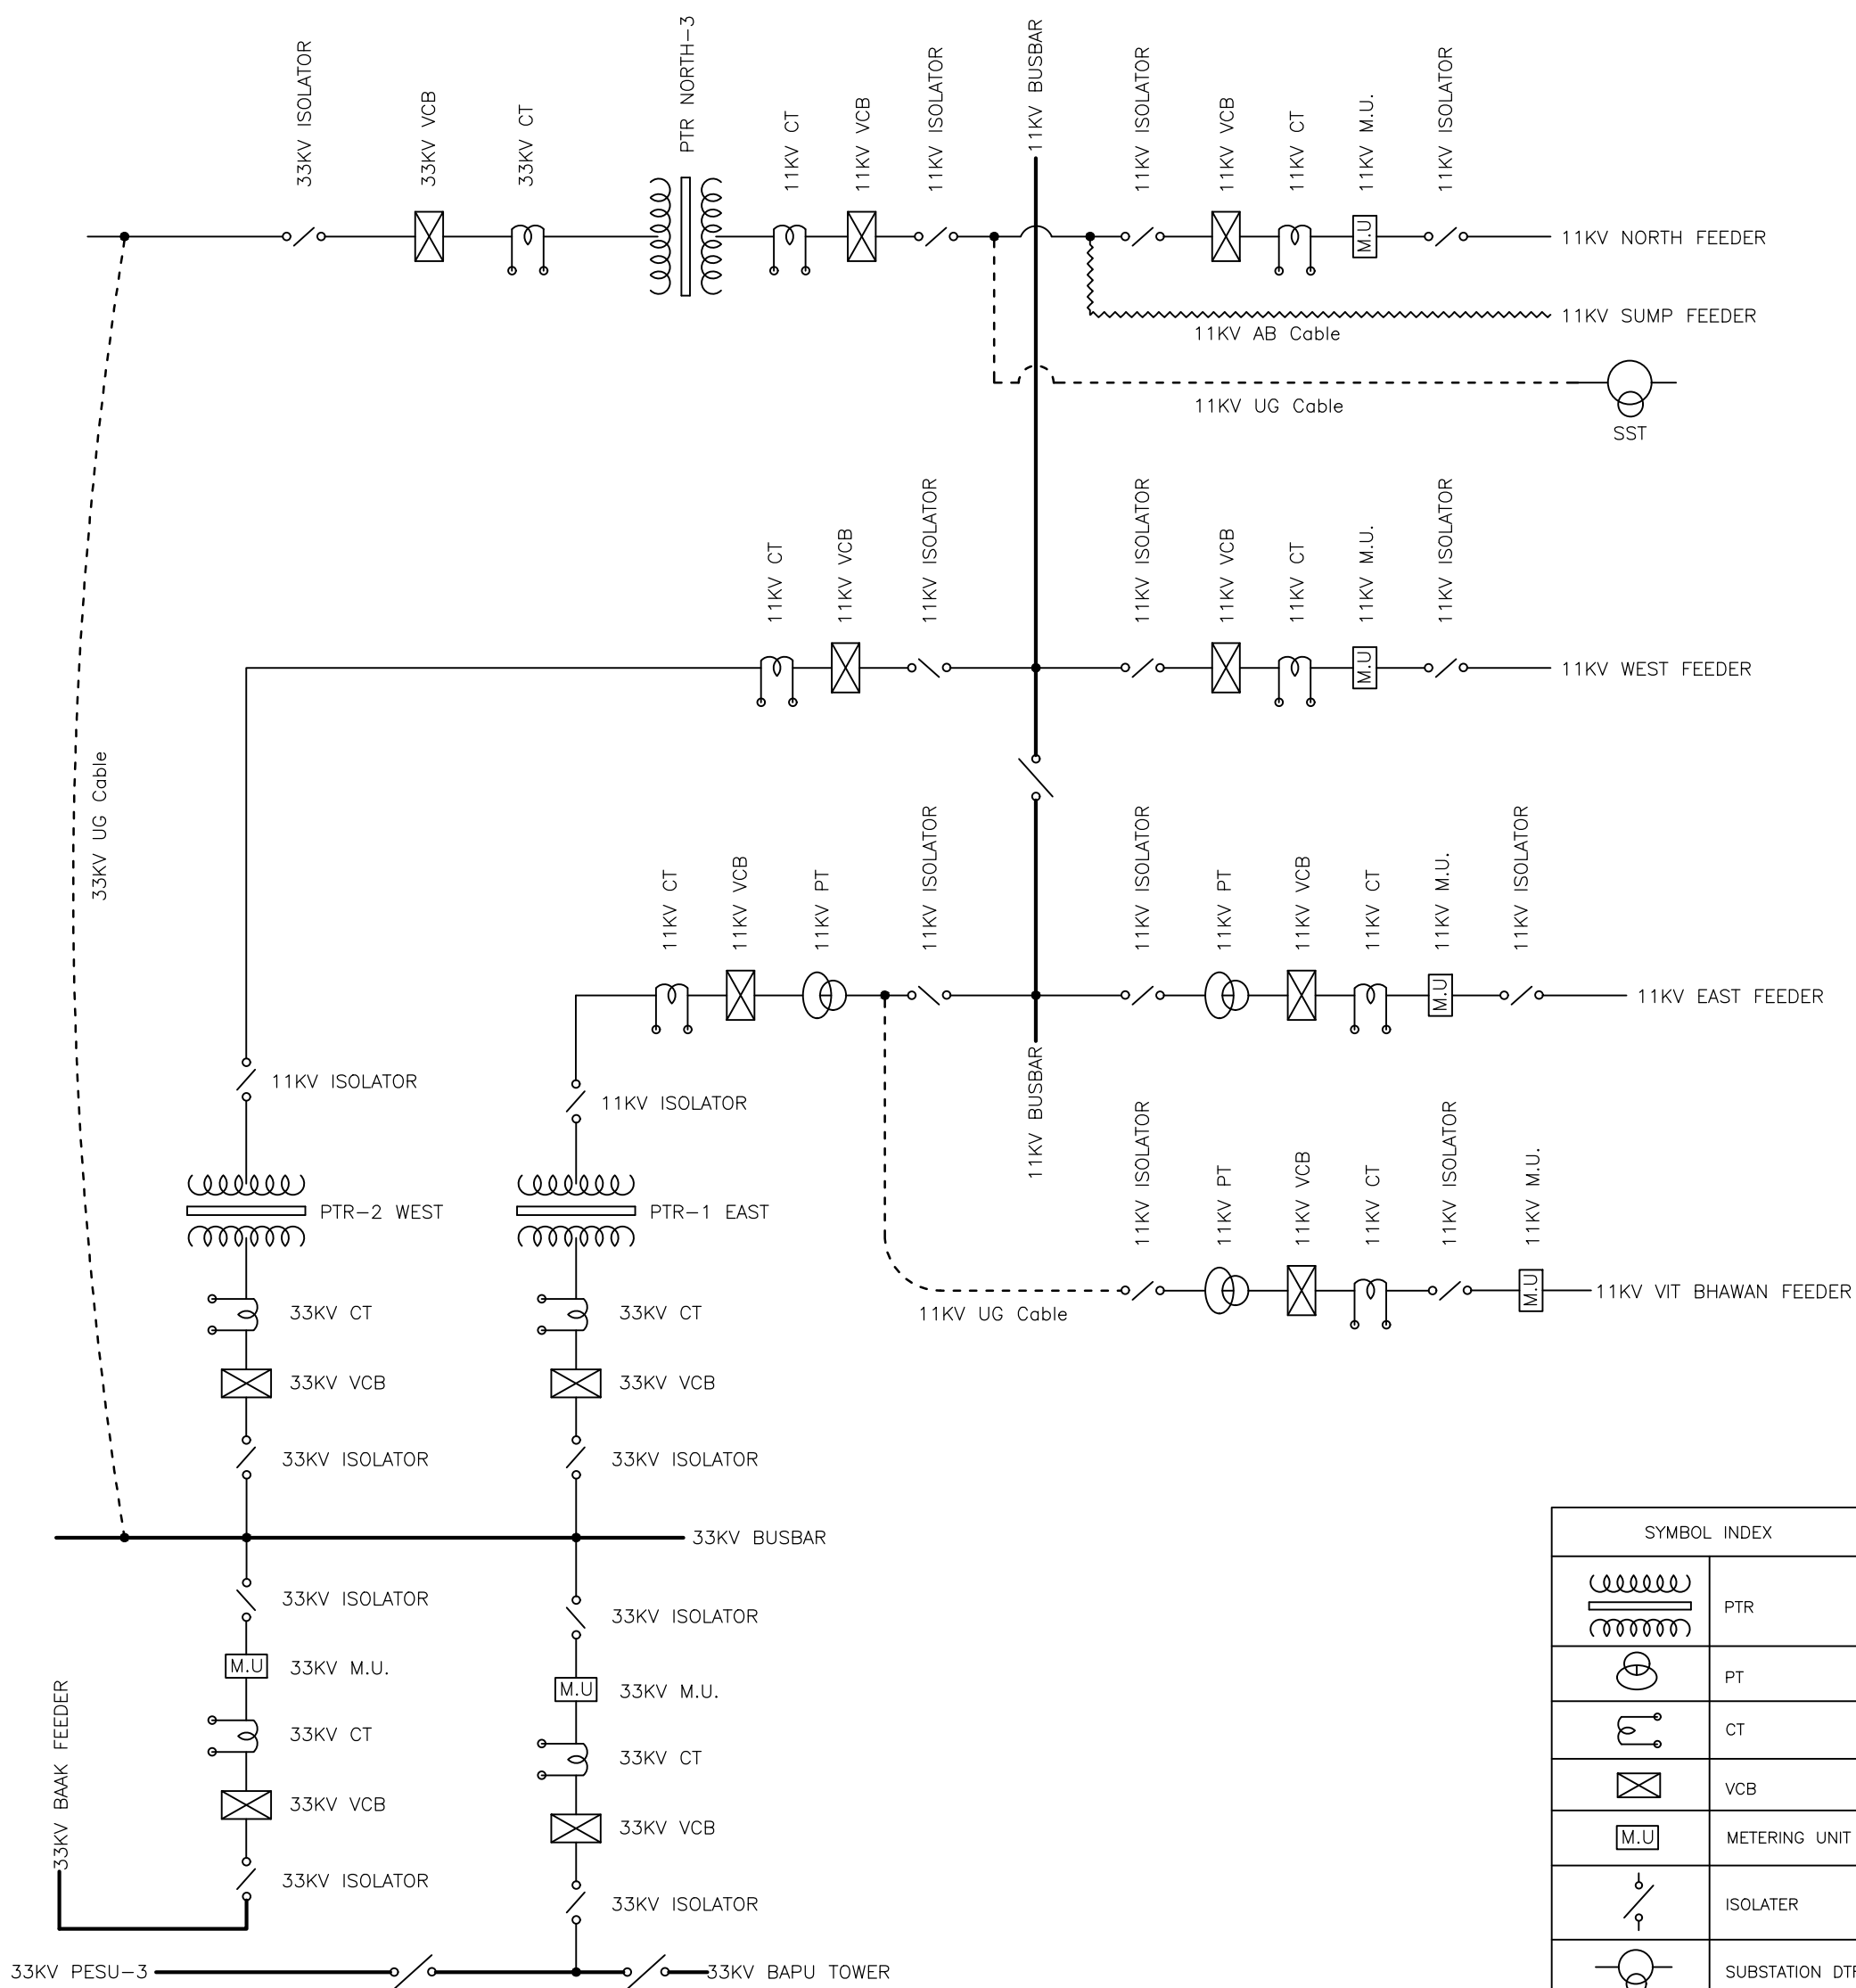 33KV ISOLATOR
33KV VCB
33KV CT
PTR NORTH-3
11KV CT
11KV VCB
11KV ISOLATOR
11KV BUSBAR
11KV ISOLATOR
11KV VCB
11KV CT
11KV M.U.
11KV ISOLATOR
M.U
11KV NORTH FEEDER
11KV SUMP FEEDER
11KV AB Cable
11KV UG Cable
SST
11KV CT
11KV VCB
11KV ISOLATOR
11KV ISOLATOR
11KV VCB
11KV CT
11KV M.U.
11KV ISOLATOR
M.U
11KV WEST FEEDER
33KV UG Cable
11KV CT
11KV VCB
11KV PT
11KV ISOLATOR
11KV ISOLATOR
11KV PT
11KV VCB
11KV CT
11KV M.U.
11KV ISOLATOR
M.U
11KV EAST FEEDER
11KV BUSBAR
11KV ISOLATOR
11KV ISOLATOR
11KV ISOLATOR
11KV PT
11KV VCB
11KV CT
11KV ISOLATOR
11KV M.U.
M.U
11KV VIT BHAWAN FEEDER
11KV UG Cable
PTR-2 WEST
PTR-1 EAST
33KV CT
33KV CT
33KV VCB
33KV VCB
33KV ISOLATOR
33KV ISOLATOR
33KV BUSBAR
33KV ISOLATOR
33KV ISOLATOR
M.U
33KV M.U.
M.U
33KV M.U.
33KV CT
33KV CT
33KV VCB
33KV VCB
33KV ISOLATOR
33KV ISOLATOR
33KV BAAK FEEDER
33KV PESU-3
33KV BAPU TOWER
SYMBOL INDEX
PTR
PT
CT
VCB
M.U
METERING UNIT
ISOLATER
SUBSTATION